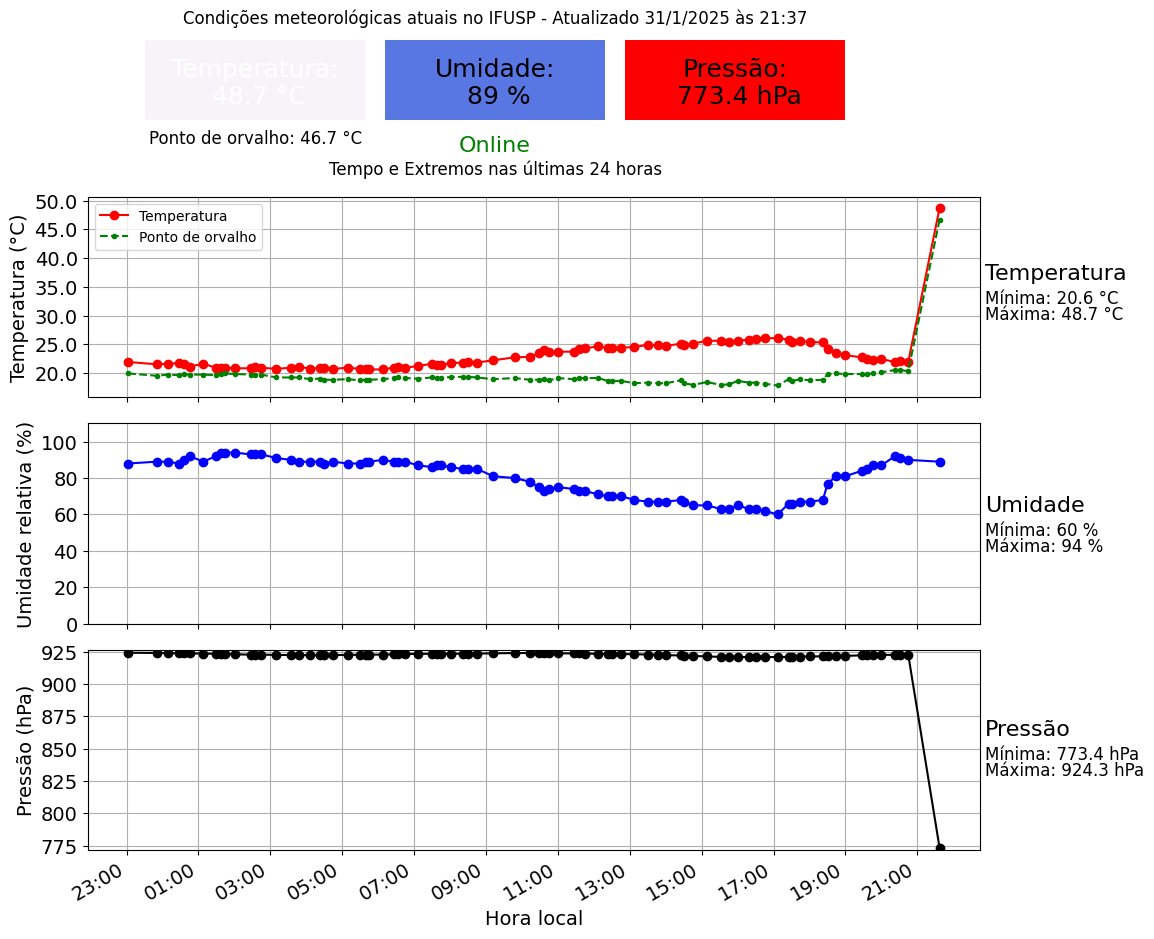 Condições meteorológicas atuais no IFUSP - Atualizado 31/1/2025 às 21:37
Temperatura:
48.7 °C
Umidade:
89 %
Pressão:
773.4 hPa
Ponto de orvalho: 46.7 °C
Online
Tempo e Extremos nas últimas 24 horas
Temperatura (°C)
50.0
45.0
40.0
35.0
30.0
25.0
20.0
Temperatura
Ponto de orvalho
Temperatura
Mínima: 20.6 °C
Máxima: 48.7 °C
Umidade relativa (%)
100
80
60
40
20
0
Umidade
Mínima: 60 %
Máxima: 94 %
Pressão (hPa)
925
900
875
850
825
800
775
Pressão
Mínima: 773.4 hPa
Máxima: 924.3 hPa
23:00
01:00
03:00
05:00
07:00
09:00
11:00
13:00
15:00
17:00
19:00
21:00
Hora local